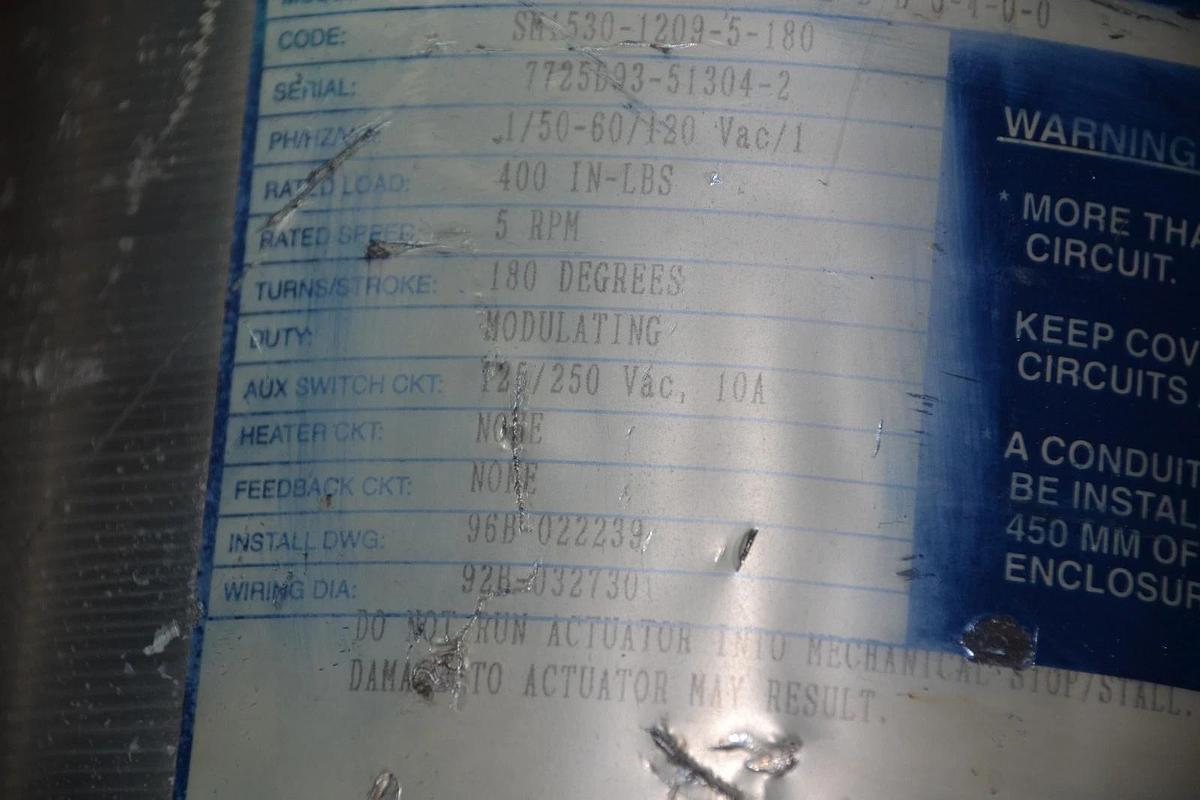 CODE: SM1530-1209-5-180
SERIAL: 7725D93-51304-2
PH/HZ/V/A: 1/50-60/120 Vac/1
RATED LOAD: 400 IN-LBS
RATED SPEED: 5 RPM
TURNS/STROKE: 180 DEGREES
DUTY: MODULATING
AUX SWITCH CKT: 125/250 Vac, 10A
HEATER CKT: NONE
FEEDBACK CKT: NONE
INSTALL DWG: 96B-022239
WIRING DIA: 92B-032730
DO NOT RUN ACTUATOR INTO MECHANICAL STOP/STALL.
DAMAGE TO ACTUATOR MAY RESULT.
WARNING
* MORE THA
CIRCUIT.
KEEP COV
CIRCUITS
A CONDUIT
BE INSTAL
450 MM OF
ENCLOSUR